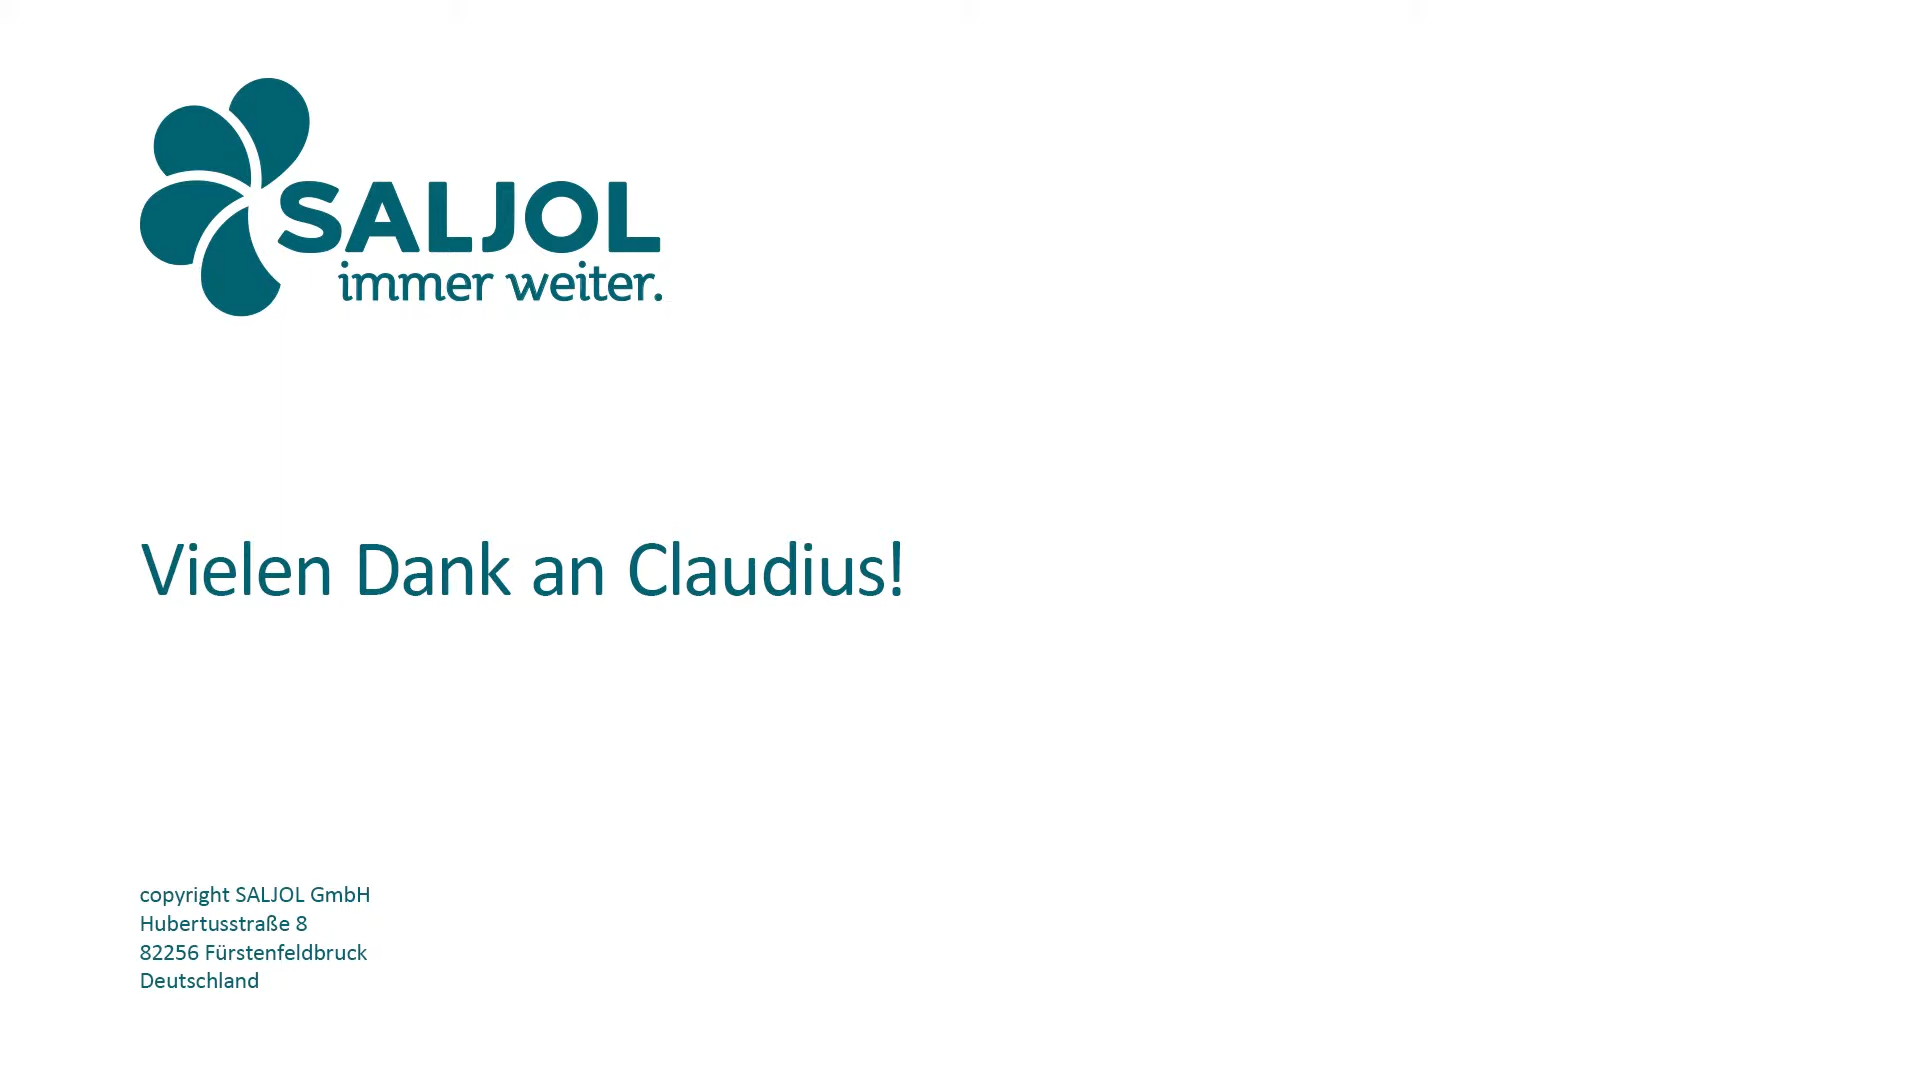 SALJOL
immer weiter.
Vielen Dank an Claudius!
copyright SALJOL GmbH
Hubertusstraße 8
82256 Fürstenfeldbruck
Deutschland